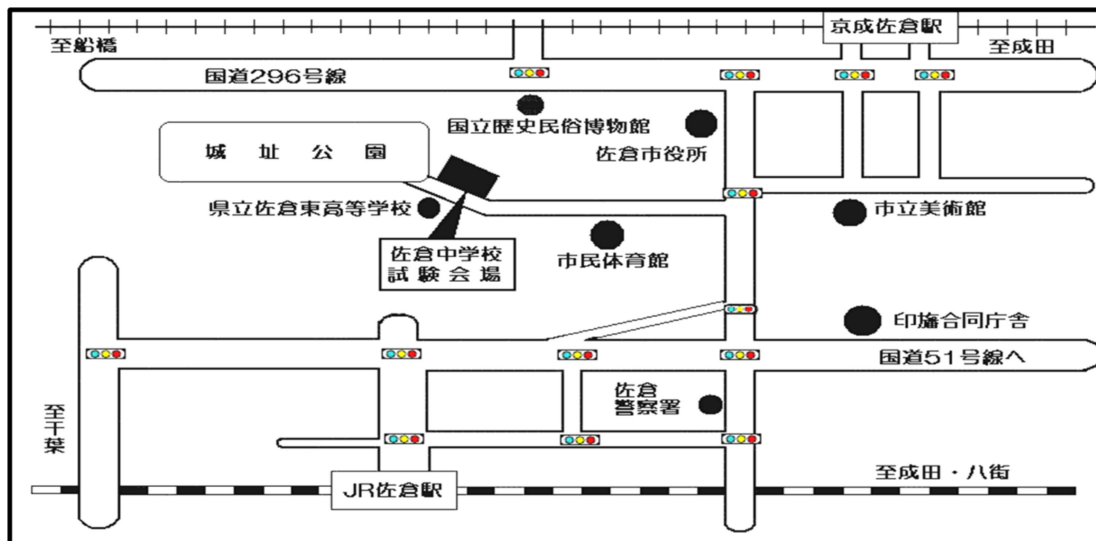 京成佐倉駅
至船橋
至成田
国道296号線
国立歴史民俗博物館
佐倉市役所
城址公園
県立佐倉東高等学校
市立美術館
佐倉中学校
試験会場
市民体育館
印旛合同庁舎
国道51号線へ
佐倉
警察署
至千葉
至成田・八街
JR佐倉駅